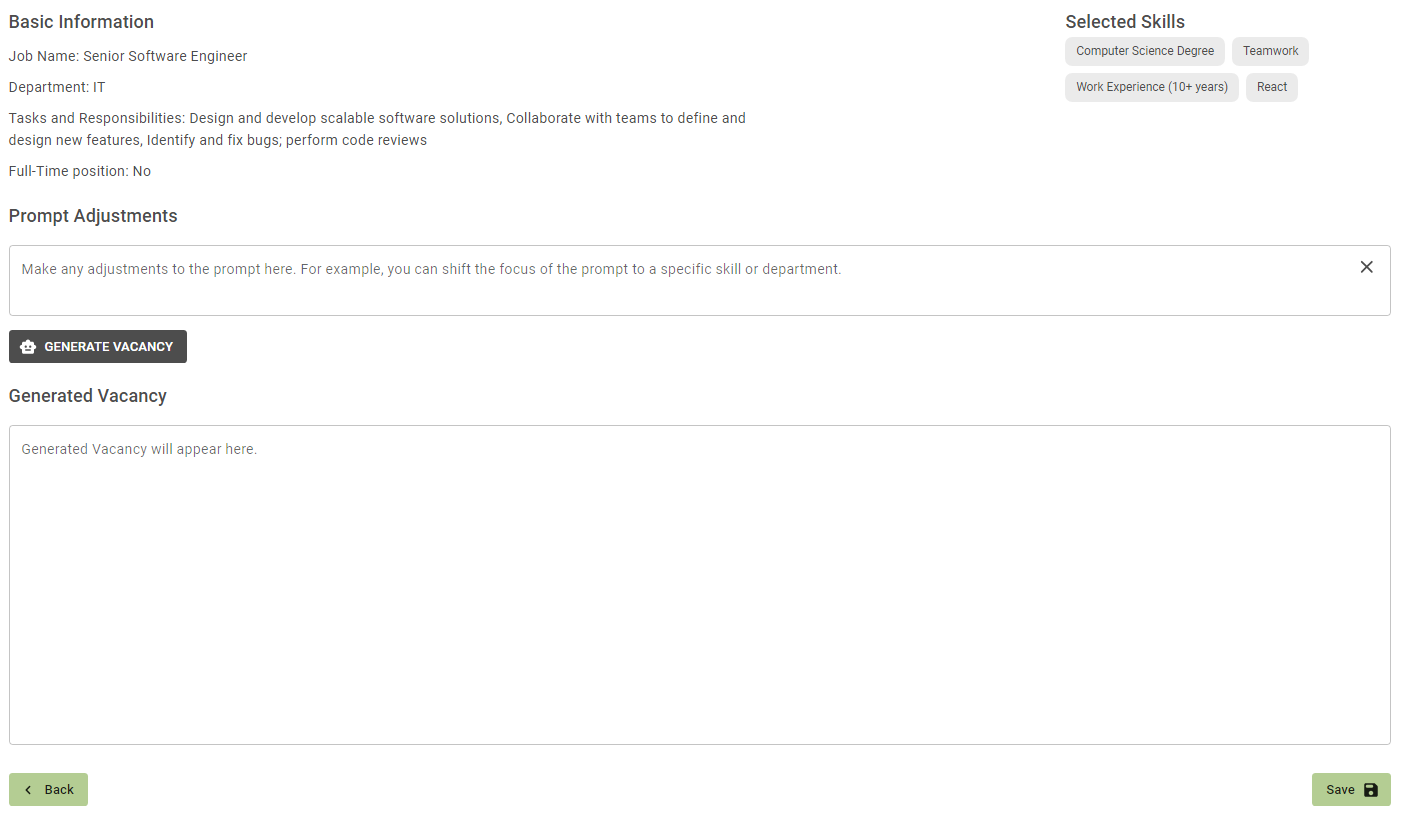 Basic Information
Job Name: Senior Software Engineer
Department: IT
Tasks and Responsibilities: Design and develop scalable software solutions, Collaborate with teams to define and
design new features, Identify and fix bugs; perform code reviews
Full-Time position: No
Selected Skills
Computer Science Degree
Teamwork
Work Experience (10+ years)
React
Prompt Adjustments
Make any adjustments to the prompt here. For example, you can shift the focus of the prompt to a specific skill or department.
GENERATE VACANCY
Generated Vacancy
Generated Vacancy will appear here.
Back
Save